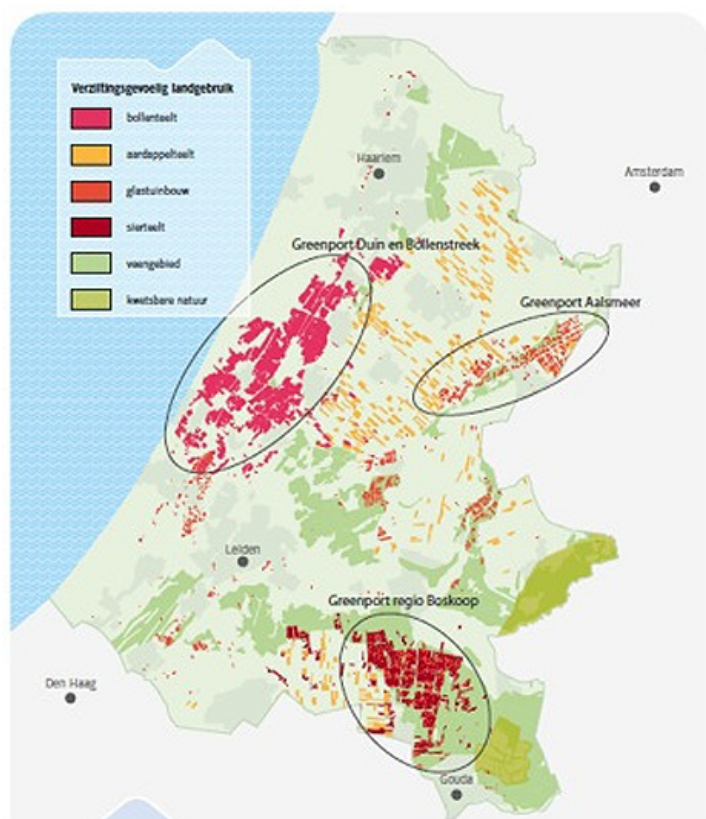 Verziltingsgevoelig landgebruik
bollenteelt
aardappelteelt
glastuinbouw
sierteelt
veengebied
kwetsbare natuur
Haarlem
Amsterdam
Greenport Duin en Bollenstreek
Greenport Aalsmeer
Leiden
Greenport regio Boskoop
Den Haag
Gouda